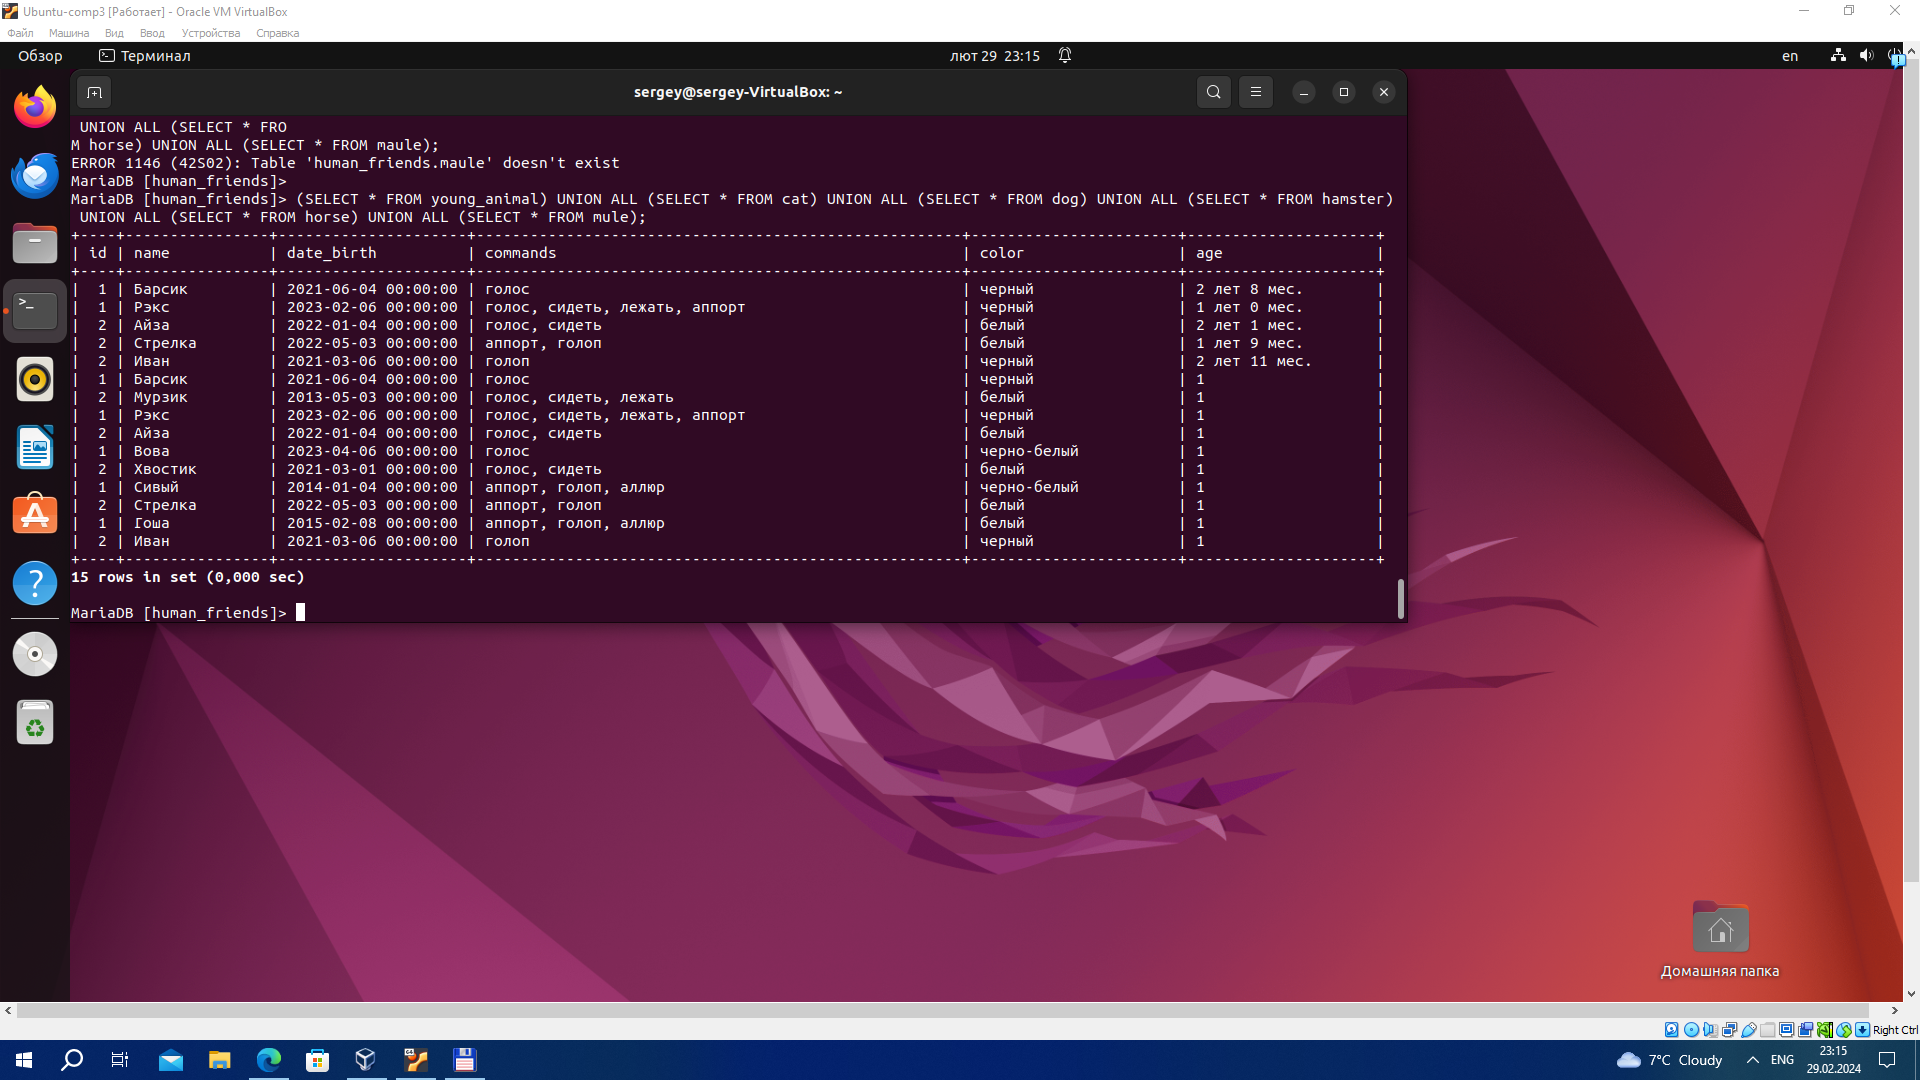 Ubuntu-comp3 [Работает] - Oracle VM VirtualBox
Файл Машина Вид Ввод Устройства Справка
Обзор Терминал лют 29 23:15 en
sergey@sergey-VirtualBox: ~
UNION ALL (SELECT * FRO
M horse) UNION ALL (SELECT * FROM maule);
ERROR 1146 (42S02): Table 'human_friends.maule' doesn't exist
MariaDB [human_friends]>
MariaDB [human_friends]> (SELECT * FROM young_animal) UNION ALL (SELECT * FROM cat) UNION ALL (SELECT * FROM dog) UNION ALL (SELECT * FROM hamster)
UNION ALL (SELECT * FROM horse) UNION ALL (SELECT * FROM mule);
| id | name | date_birth | commands | color | age |
| 1 | Барсик | 2021-06-04 00:00:00 | голос | черный | 2 лет 8 мес. |
| 1 | Рэкс | 2023-02-06 00:00:00 | голос, сидеть, лежать, аппорт | черный | 1 лет 0 мес. |
| 2 | Айза | 2022-01-04 00:00:00 | голос, сидеть | белый | 2 лет 1 мес. |
| 2 | Стрелка | 2022-05-03 00:00:00 | аппорт, голоп | белый | 1 лет 9 мес. |
| 2 | Иван | 2021-03-06 00:00:00 | голоп | черный | 2 лет 11 мес. |
| 1 | Барсик | 2021-06-04 00:00:00 | голос | черный | 1 |
| 2 | Мурзик | 2013-05-03 00:00:00 | голос, сидеть, лежать | белый | 1 |
| 1 | Рэкс | 2023-02-06 00:00:00 | голос, сидеть, лежать, аппорт | черный | 1 |
| 2 | Айза | 2022-01-04 00:00:00 | голос, сидеть | белый | 1 |
| 1 | Вова | 2023-04-06 00:00:00 | голос | черно-белый | 1 |
| 2 | Хвостик | 2021-03-01 00:00:00 | голос, сидеть | белый | 1 |
| 1 | Сивый | 2014-01-04 00:00:00 | аппорт, голоп, аллюр | черно-белый | 1 |
| 2 | Стрелка | 2022-05-03 00:00:00 | аппорт, голоп | белый | 1 |
| 1 | Гоша | 2015-02-08 00:00:00 | аппорт, голоп, аллюр | белый | 1 |
| 2 | Иван | 2021-03-06 00:00:00 | голоп | черный | 1 |
15 rows in set (0,000 sec)
MariaDB [human_friends]>
Домашняя папка
Right Ctrl
7°C Cloudy ENG 23:15
29.02.2024